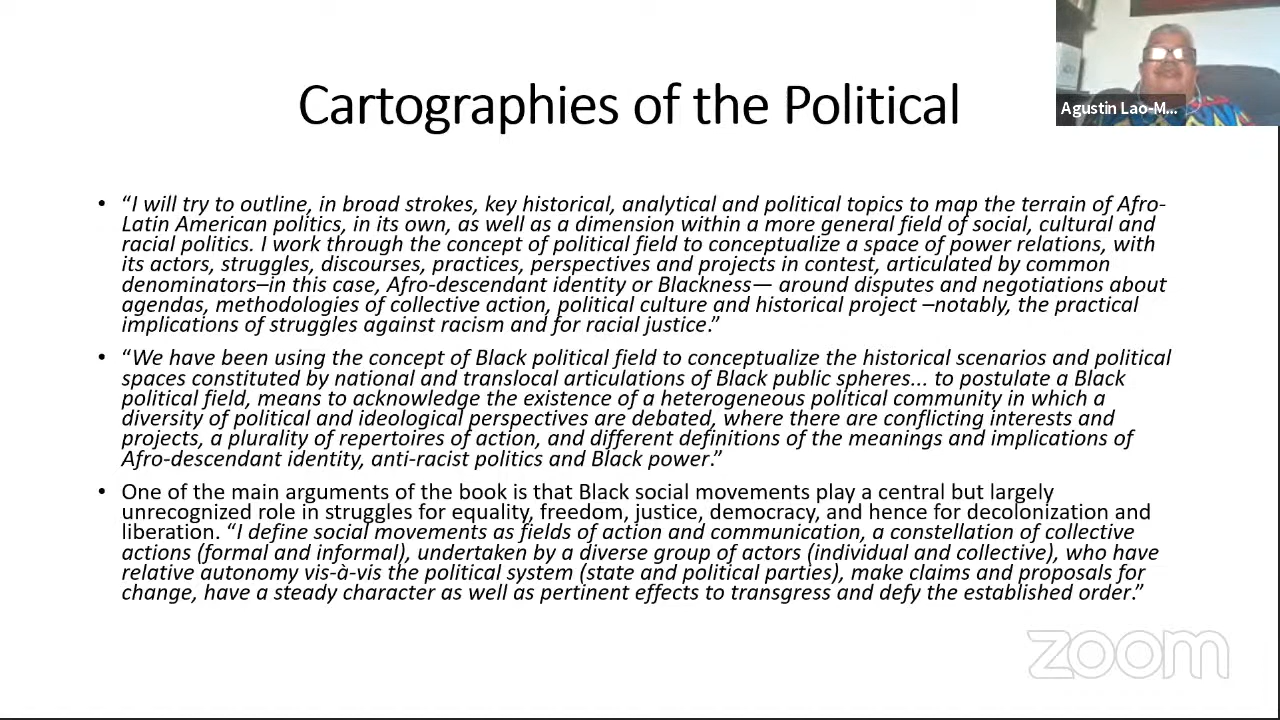 Cartographies of the Political
Agustin Lao-M...
• “I will try to outline, in broad strokes, key historical, analytical and political topics to map the terrain of Afro-
Latin American politics, in its own, as well as a dimension within a more general field of social, cultural and
racial politics. I work through the concept of political field to conceptualize a space of power relations, with
its actors, struggles, discourses, practices, perspectives and projects in contest, articulated by common
denominators–in this case, Afro-descendant identity or Blackness— around disputes and negotiations about
agendas, methodologies of collective action, political culture and historical project –notably, the practical
implications of struggles against racism and for racial justice.”
• “We have been using the concept of Black political field to conceptualize the historical scenarios and political
spaces constituted by national and translocal articulations of Black public spheres... to postulate a Black
political field, means to acknowledge the existence of a heterogeneous political community in which a
diversity of political and ideological perspectives are debated, where there are conflicting interests and
projects, a plurality of repertoires of action, and different definitions of the meanings and implications of
Afro-descendant identity, anti-racist politics and Black power.”
• One of the main arguments of the book is that Black social movements play a central but largely
unrecognized role in struggles for equality, freedom, justice, democracy, and hence for decolonization and
liberation. “I define social movements as fields of action and communication, a constellation of collective
actions (formal and informal), undertaken by a diverse group of actors (individual and collective), who have
relative autonomy vis-à-vis the political system (state and political parties), make claims and proposals for
change, have a steady character as well as pertinent effects to transgress and defy the established order.”
zoom